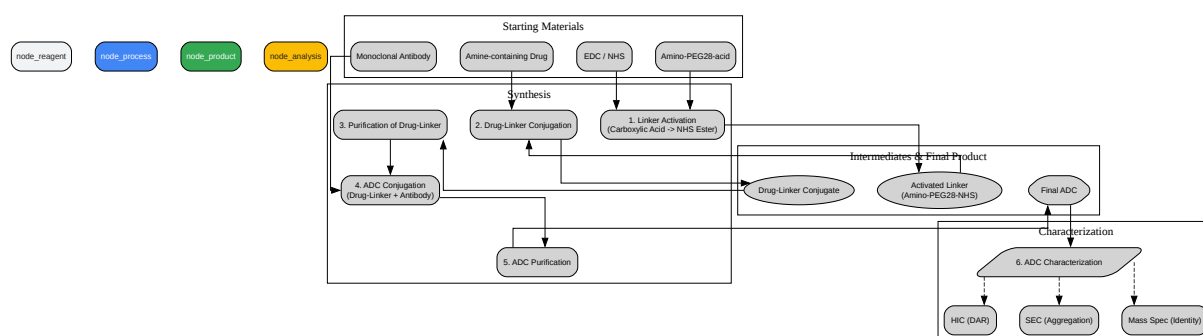 Starting Materials
node_reagent
node_process
node_product
node_analysis
Monoclonal Antibody
Amine-containing Drug
EDC / NHS
Amino-PEG28-acid
Synthesis
3. Purification of Drug-Linker
2. Drug-Linker Conjugation
1. Linker Activation
(Carboxylic Acid -> NHS Ester)
Intermediates & Final Product
4. ADC Conjugation
(Drug-Linker + Antibody)
Drug-Linker Conjugate
Activated Linker
(Amino-PEG28-NHS)
Final ADC
Characterization
5. ADC Purification
6. ADC Characterization
HIC (DAR)
SEC (Aggregation)
Mass Spec (Identity)